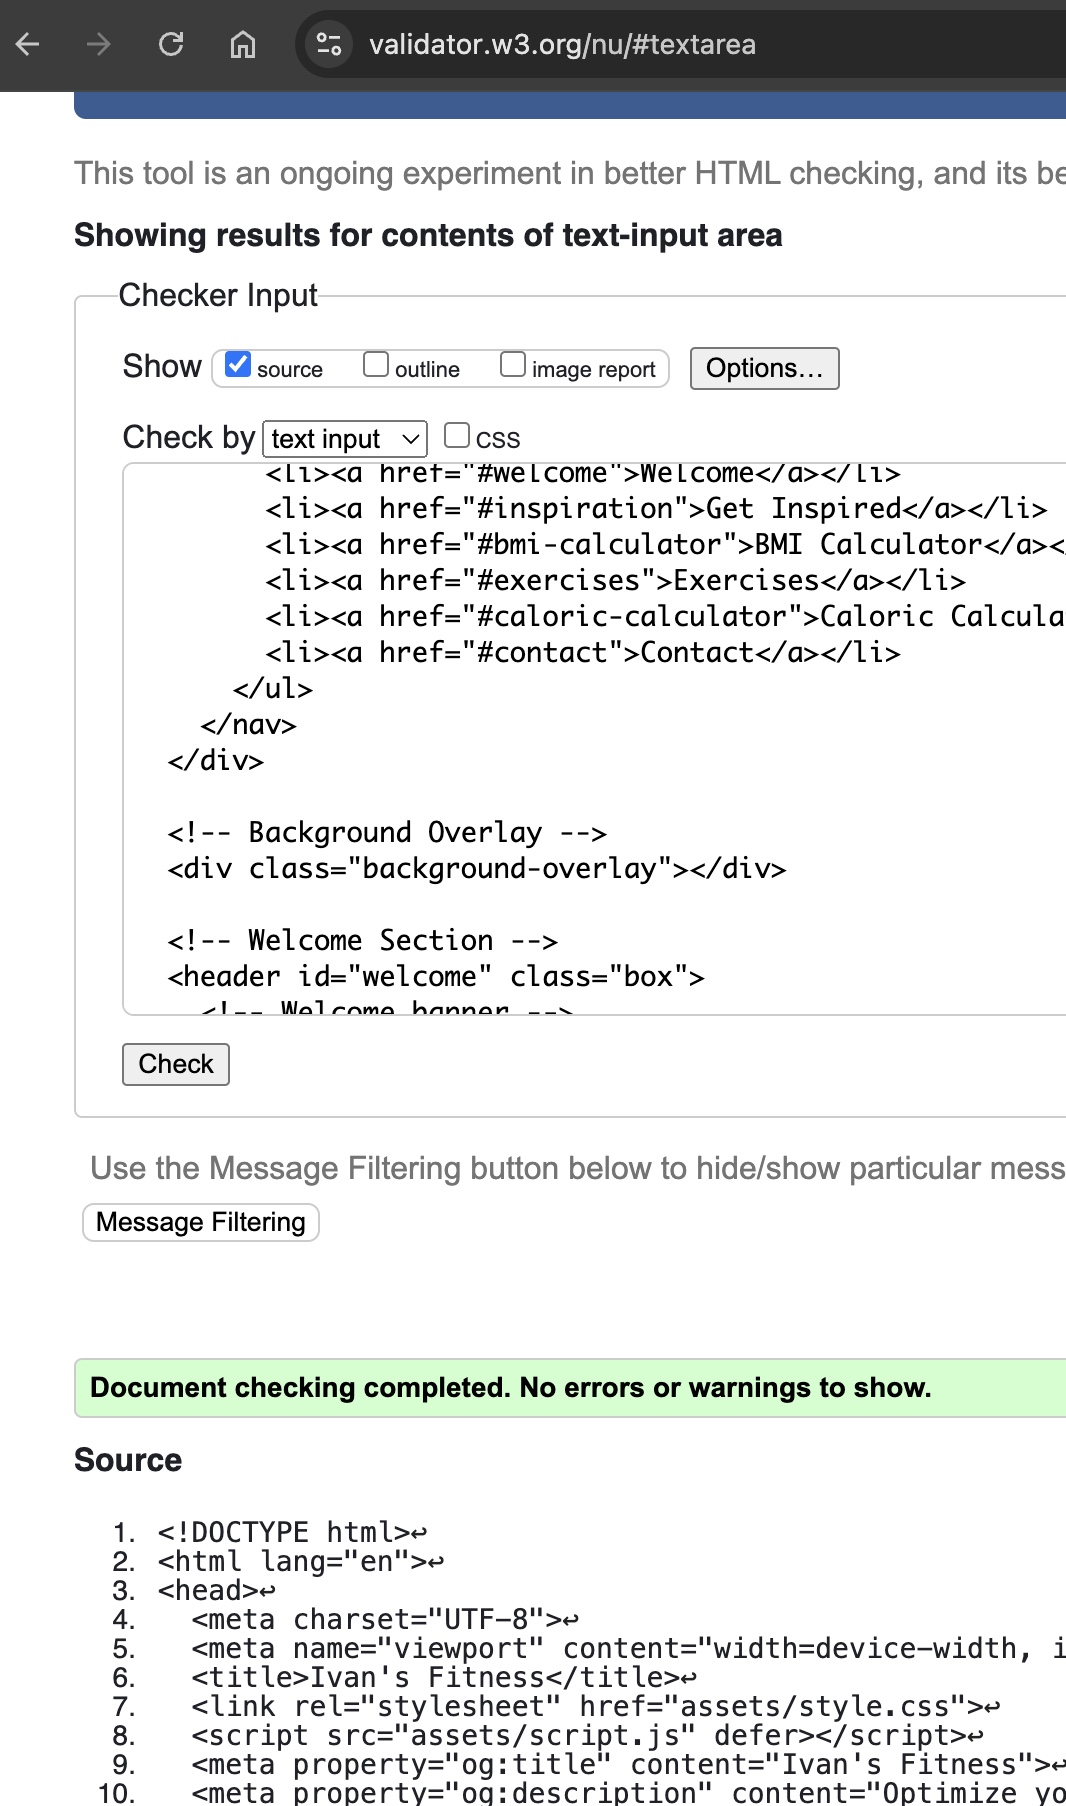 validator.w3.org/nu/#textarea
This tool is an ongoing experiment in better HTML checking, and its be
Showing results for contents of text-input area
Checker Input
Show source outline image report Options...
Check by text input css
<li><a href="#welcome">Welcome</a></li>
<li><a href="#inspiration">Get Inspired</a></li>
<li><a href="#bmi-calculator">BMI Calculator</a><
<li><a href="#exercises">Exercises</a></li>
<li><a href="#caloric-calculator">Caloric Calcula
<li><a href="#contact">Contact</a></li>
</ul>
</nav>
</div>
<!-- Background Overlay -->
<div class="background-overlay"></div>
<!-- Welcome Section -->
<header id="welcome" class="box">
<!-- Welcome banner -->
Check
Use the Message Filtering button below to hide/show particular mess
Message Filtering
Document checking completed. No errors or warnings to show.
Source
1. <!DOCTYPE html>↩
2. <html lang="en">↩
3. <head>↩
4. <meta charset="UTF-8">↩
5. <meta name="viewport" content="width=device-width, i
6. <title>Ivan's Fitness</title>↩
7. <link rel="stylesheet" href="assets/style.css">↩
8. <script src="assets/script.js" defer></script>↩
9. <meta property="og:title" content="Ivan's Fitness">↩
10. <meta property="og:description" content="Optimize yo